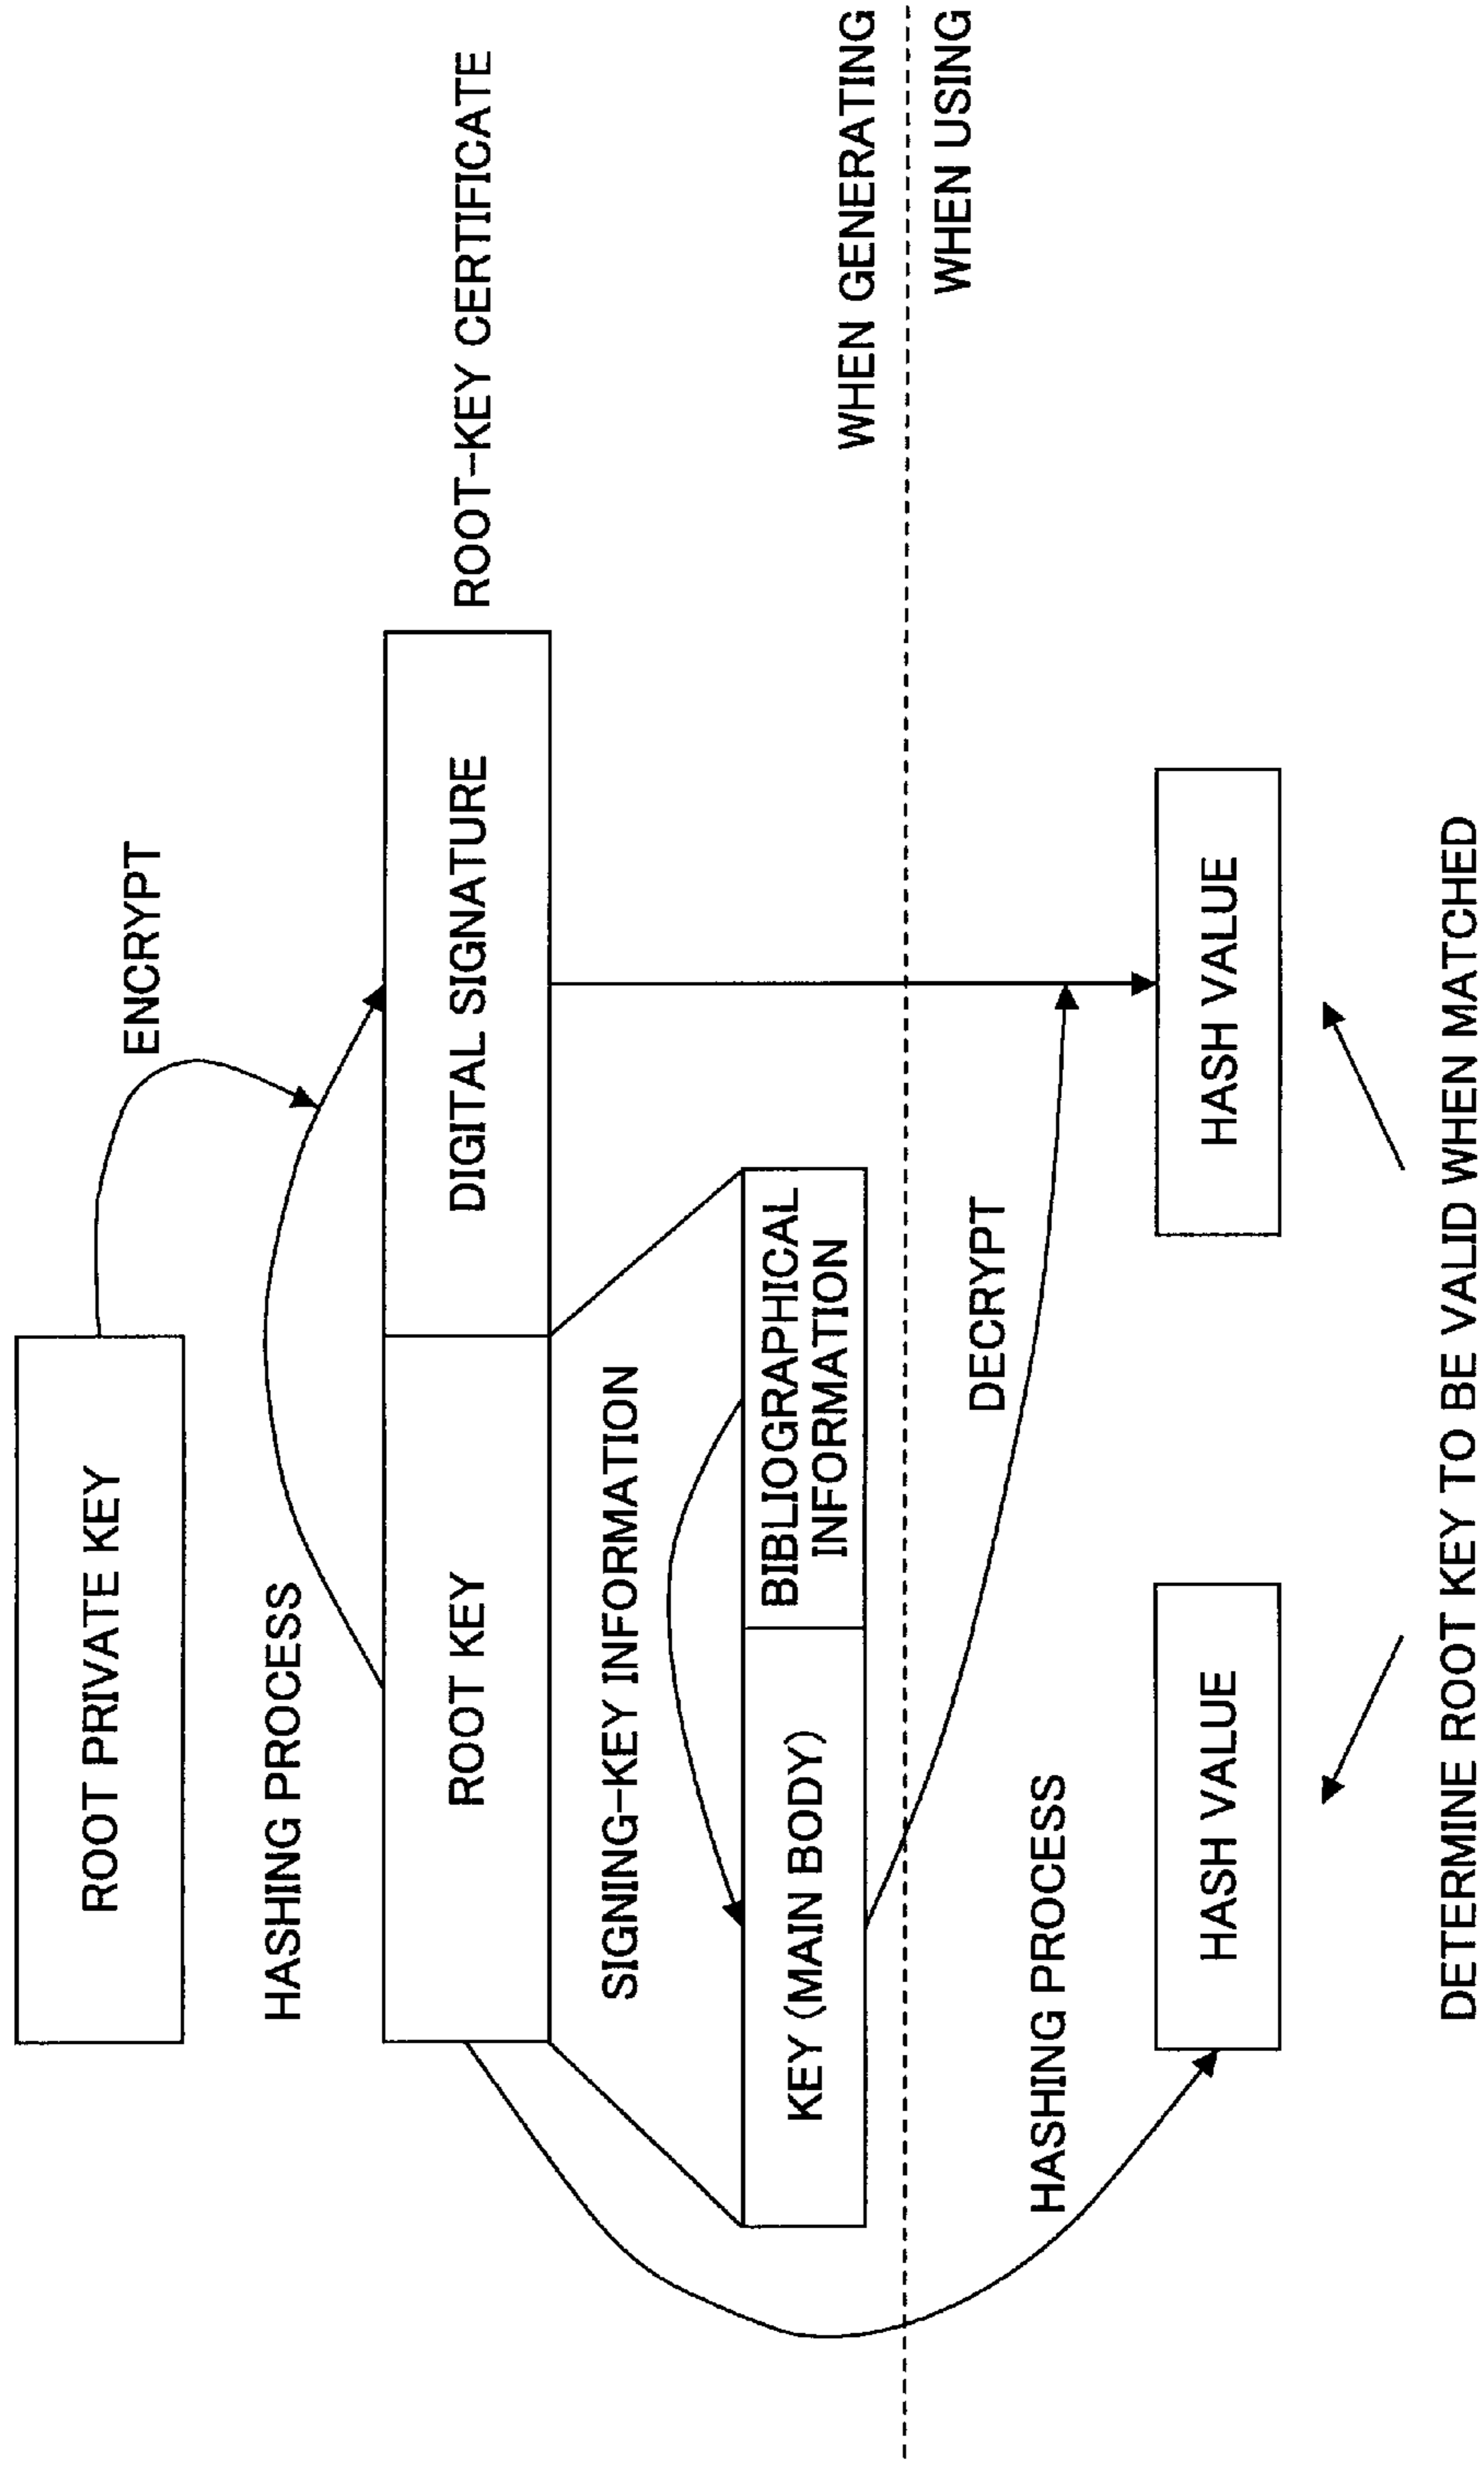 ROOT PRIVATE KEY
ENCRYPT
HASHING PROCESS
ROOT KEY
DIGITAL SIGNATURE
ROOT-KEY CERTIFICATE
SIGNING-KEY INFORMATION
KEY (MAIN BODY)
BIBLIOGRAPHICAL
INFORMATION
WHEN GENERATING
WHEN USING
DECRYPT
HASHING PROCESS
HASH VALUE
HASH VALUE
DETERMINE ROOT KEY TO BE VALID WHEN MATCHED